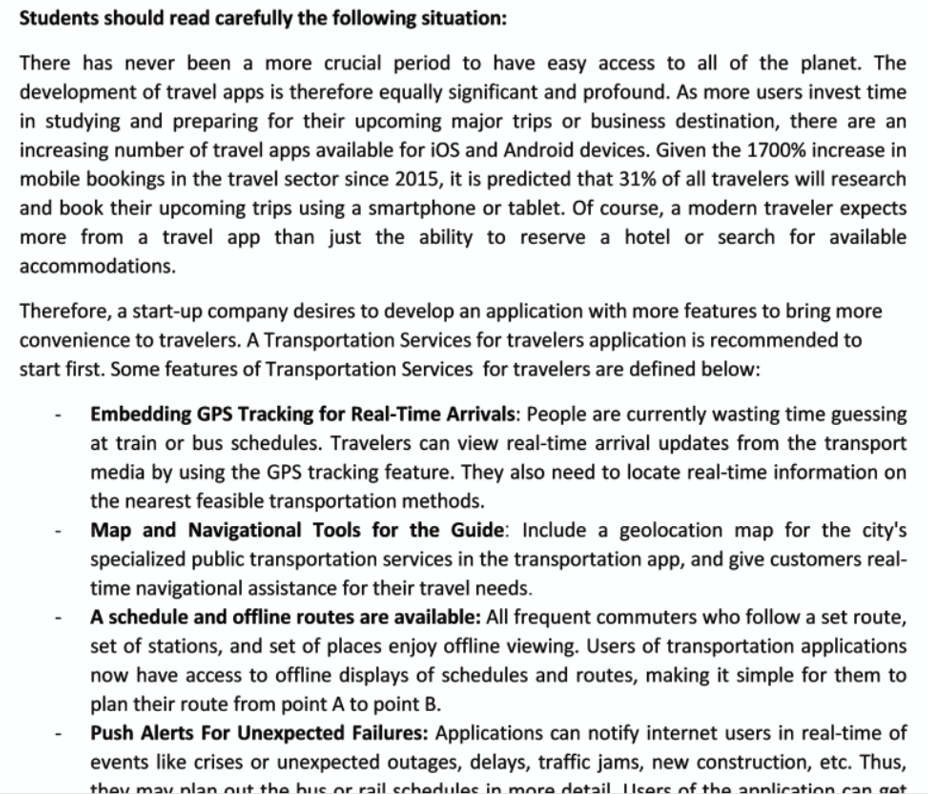 Students should read carefully the following situation:
There has never been a more crucial period to have easy access to all of the planet. The
development of travel apps is therefore equally significant and profound. As more users invest time
in studying and preparing for their upcoming major trips or business destination, there are an
increasing number of travel apps available for iOS and Android devices. Given the 1700% increase in
mobile bookings in the travel sector since 2015, it is predicted that 31% of all travelers will research
and book their upcoming trips using a smartphone or tablet. Of course, a modern traveler expects
more from a travel app than just the ability to reserve a hotel or search for available
accommodations.
Therefore, a start-up company desires to develop an application with more features to bring more
convenience to travelers. A Transportation Services for travelers application is recommended to
start first. Some features of Transportation Services for travelers are defined below:
- Embedding GPS Tracking for Real-Time Arrivals: People are currently wasting time guessing
at train or bus schedules. Travelers can view real-time arrival updates from the transport
media by using the GPS tracking feature. They also need to locate real-time information on
the nearest feasible transportation methods.
- Map and Navigational Tools for the Guide: Include a geolocation map for the city's
specialized public transportation services in the transportation app, and give customers real-
time navigational assistance for their travel needs.
- A schedule and offline routes are available: All frequent commuters who follow a set route,
set of stations, and set of places enjoy offline viewing. Users of transportation applications
now have access to offline displays of schedules and routes, making it simple for them to
plan their route from point A to point B.
- Push Alerts For Unexpected Failures: Applications can notify internet users in real-time of
events like crises or unexpected outages, delays, traffic jams, new construction, etc. Thus,
they may plan out the bus or rail schedules in more detail. Users of the application can get